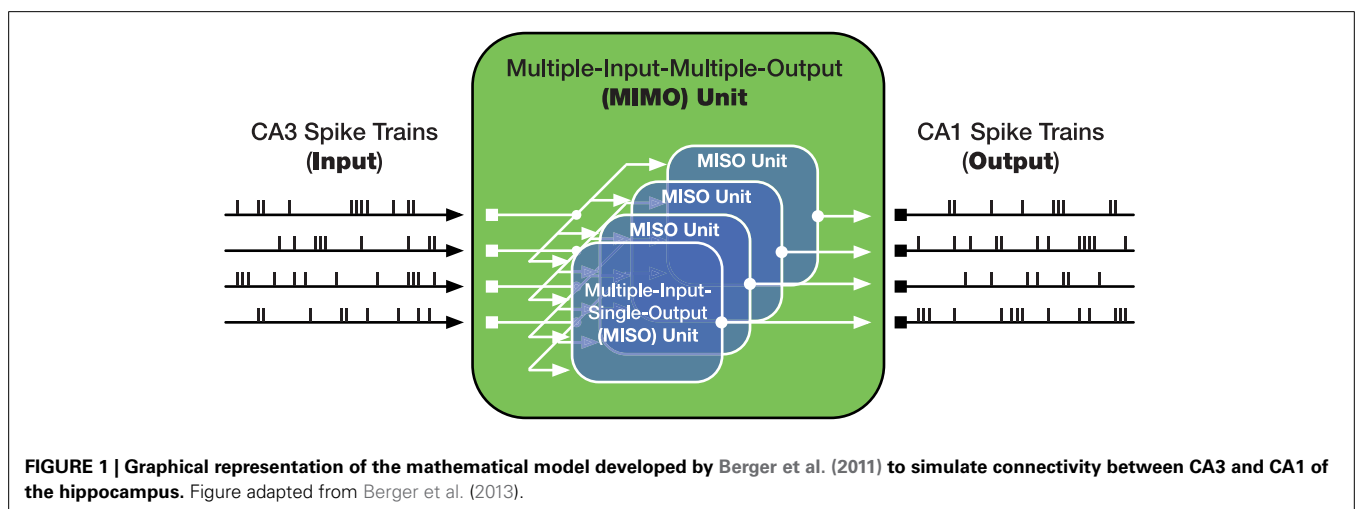 Multiple-Input-Multiple-Output
(MIMO) Unit
CA3 Spike Trains
(Input)
CA1 Spike Trains
(Output)
MISO Unit
MISO Unit
MISO Unit
Multiple-Input-
Single-Output
(MISO) Unit
FIGURE 1 | Graphical representation of the mathematical model developed by Berger et al. (2011) to simulate connectivity between CA3 and CA1 of
the hippocampus. Figure adapted from Berger et al. (2013).